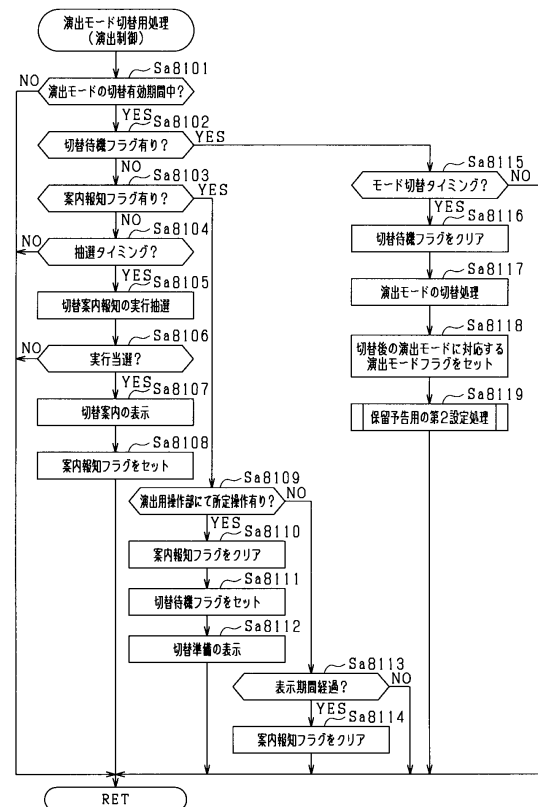 演出モード切替用処理
(演出制御)
Sa8101
演出モードの切替有効期間中?
NO
YES
Sa8102
切替待機フラグ有り?
YES
NO
Sa8103
案内報知フラグ有り?
YES
NO
Sa8104
抽選タイミング?
NO
YES
Sa8105
切替案内報知の実行抽選
Sa8106
実行当選?
NO
YES
Sa8107
切替案内の表示
Sa8108
案内報知フラグをセット
Sa8109
演出用操作部にて所定操作有り?
NO
YES
Sa8110
案内報知フラグをクリア
Sa8111
切替待機フラグをセット
Sa8112
切替準備の表示
Sa8113
表示期間経過?
NO
YES
Sa8114
案内報知フラグをクリア
Sa8115
モード切替タイミング?
NO
YES
Sa8116
切替待機フラグをクリア
Sa8117
演出モードの切替処理
Sa8118
切替後の演出モードに対応する
演出モードフラグをセット
Sa8119
保留予告用の第2設定処理
RET